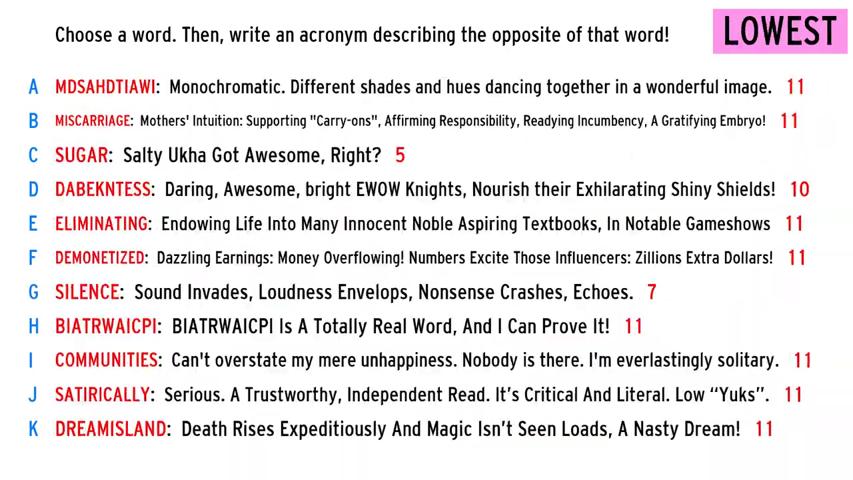 Choose a word. Then, write an acronym describing the opposite of that word!
LOWEST
A MDSAHDTIAWI: Monochromatic. Different shades and hues dancing together in a wonderful image. 11
B MISCARRIAGE: Mothers' Intuition: Supporting "Carry-ons", Affirming Responsibility, Readying Incumbency, A Gratifying Embryo! 11
C SUGAR: Salty Ukha Got Awesome, Right? 5
D DABEKNTESS: Daring, Awesome, bright EWOW Knights, Nourish their Exhilarating Shiny Shields! 10
E ELIMINATING: Endowing Life Into Many Innocent Noble Aspiring Textbooks, In Notable Gameshows 11
F DEMONETIZED: Dazzling Earnings: Money Overflowing! Numbers Excite Those Influencers: Zillions Extra Dollars! 11
G SILENCE: Sound Invades, Loudness Envelops, Nonsense Crashes, Echoes. 7
H BIATRWAICPI: BIATRWAICPI Is A Totally Real Word, And I Can Prove It! 11
I COMMUNITIES: Can't overstate my mere unhappiness. Nobody is there. I'm everlastingly solitary. 11
J SATIRICALLY: Serious. A Trustworthy, Independent Read. It's Critical And Literal. Low “Yuks”. 11
K DREAMISLAND: Death Rises Expeditiously And Magic Isn't Seen Loads, A Nasty Dream! 11